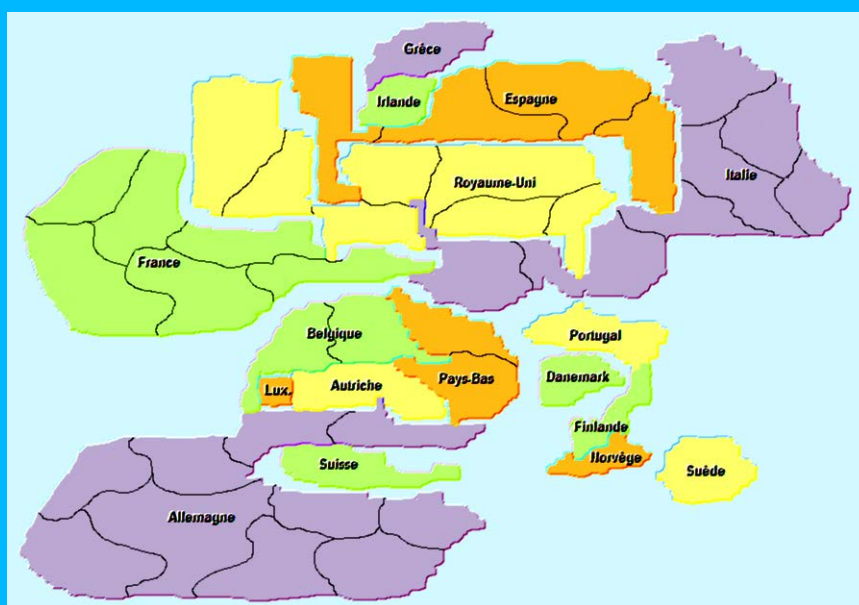 Grèce
Irlande
Espagne
Italie
Royaume-Uni
France
Belgique
Portugal
Lux.
Autriche
Pays-Bas
Danemark
Finlande
Norvège
Suisse
Suède
Allemagne